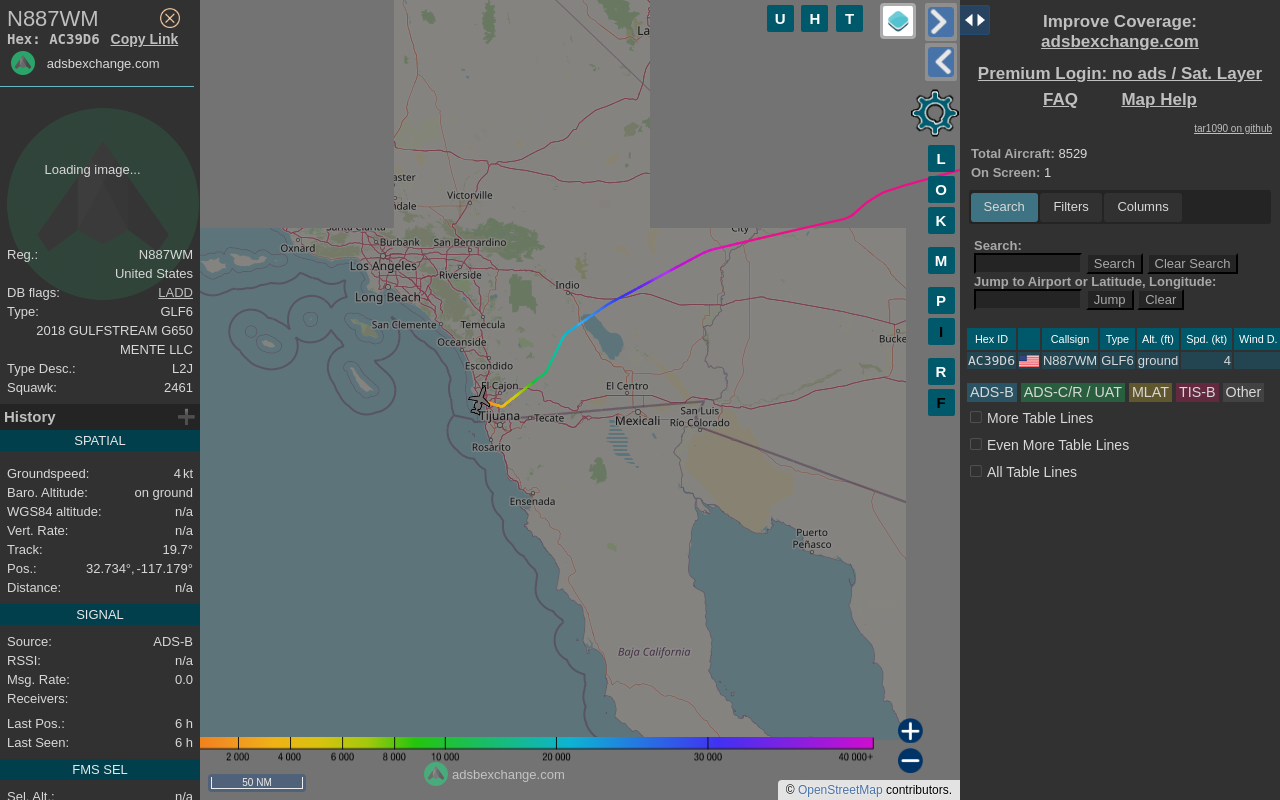 N887WM
Hex: AC39D6 Copy Link
adsbexchange.com
Loading image...
Reg.: N887WM
United States
DB flags: LADD
Type: GLF6
2018 GULFSTREAM G650
MENTE LLC
Type Desc.: L2J
Squawk: 2461
History
SPATIAL
Groundspeed: 4 kt
Baro. Altitude: on ground
WGS84 altitude: n/a
Vert. Rate: n/a
Track: 19.7°
Pos.: 32.734°, -117.179°
Distance: n/a
SIGNAL
Source: ADS-B
RSSI: n/a
Msg. Rate: 0.0
Receivers:
Last Pos.: 6 h
Last Seen: 6 h
FMS SEL
Sel. Alt.: n/a
U H T
La
aster
ndale
Victorville
Santa Clarita
Oxnard
Burbank
San Bernardino
City
Los Angeles
Riverside
Indio
Long Beach
San Clemente
Temecula
Oceanside
Bucke
Escondido
El Cajon
El Centro
Tijuana
Tecate
Mexicali
San Luis
Río Colorado
Rosarito
Ensenada
Puerto
Peñasco
Baja California
L
O
K
M
P
I
R
F
2 000 4 000 6 000 8 000 10 000 20 000 30 000 40 000+
adsbexchange.com
50 NM
© OpenStreetMap contributors.
Improve Coverage:
adsbexchange.com
Premium Login: no ads / Sat. Layer
FAQ Map Help
tar1090 on github
Total Aircraft: 8529
On Screen: 1
Search Filters Columns
Search:
Search Clear Search
Jump to Airport or Latitude, Longitude:
Jump Clear
Hex ID Callsign Type Alt. (ft) Spd. (kt) Wind D.
AC39D6 N887WM GLF6 ground 4
ADS-B ADS-C/R / UAT MLAT TIS-B Other
More Table Lines
Even More Table Lines
All Table Lines